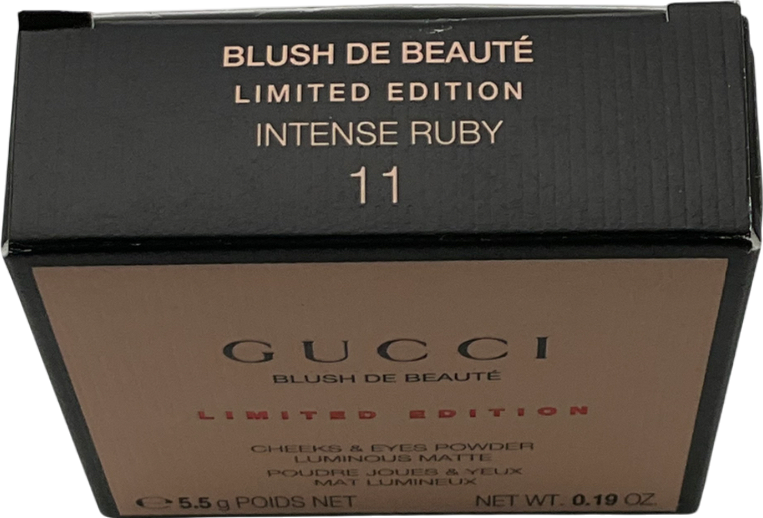 BLUSH DE BEAUTÉ
LIMITED EDITION
INTENSE RUBY
11
GUCCI
BLUSH DE BEAUTÉ
LIMITED EDITION
CHEEKS & EYES POWDER
LUMINOUS MATTE
POUDRE JOUES & YEUX
MAT LUMINEUX
℮ 5.5 g POIDS NET NET WT. 0.19 OZ.